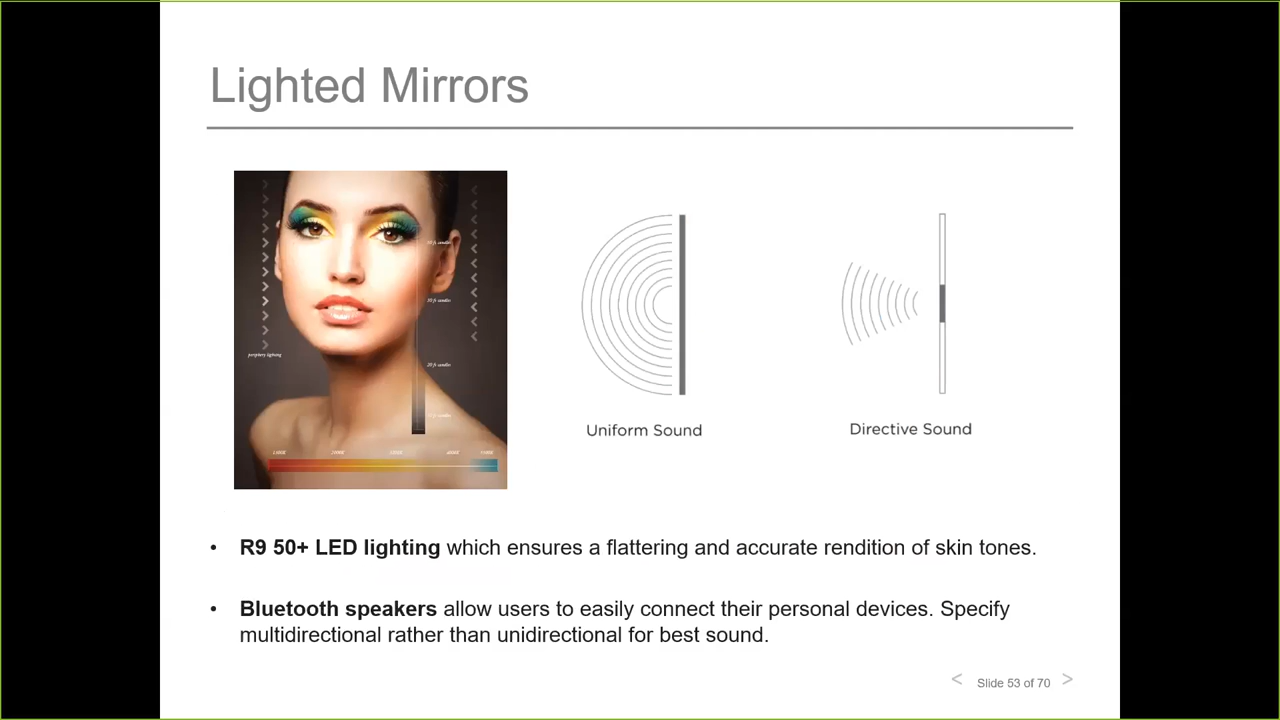 Lighted Mirrors
periphery lighting
Uniform Sound
Directive Sound
• R9 50+ LED lighting which ensures a flattering and accurate rendition of skin tones.
• Bluetooth speakers allow users to easily connect their personal devices. Specify
multidirectional rather than unidirectional for best sound.
< Slide 53 of 70 >